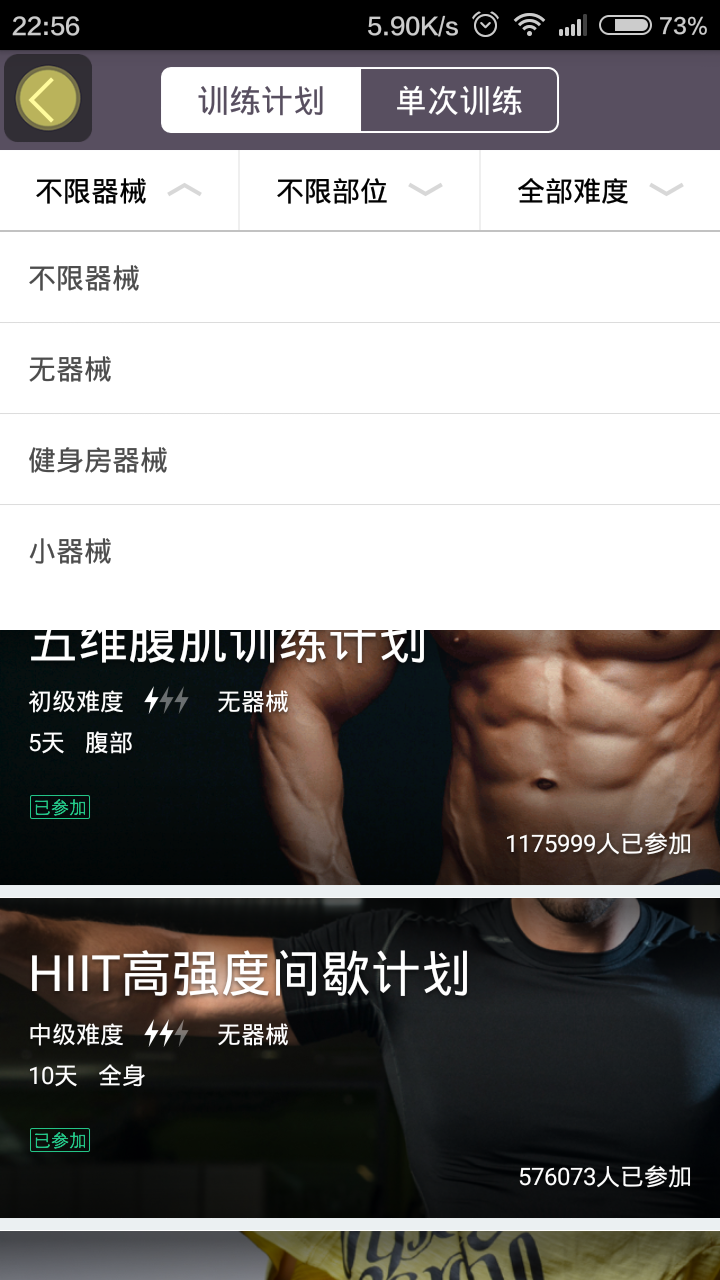 22:56 5.90K/s 73%
训练计划 单次训练
不限器械 不限部位 全部难度
不限器械
无器械
健身房器械
小器械
五维腹肌训练计划
初级难度 无器械
5天 腹部
已参加
1175999人已参加
HIIT高强度间歇计划
中级难度 无器械
10天 全身
已参加
576073人已参加